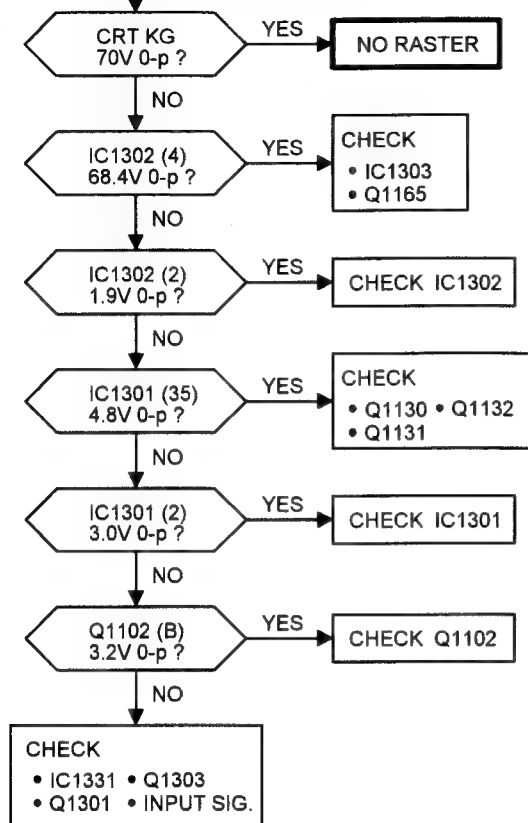 CRT KG
70V 0-p ?
YES
NO RASTER
NO
IC1302 (4)
68.4V 0-p ?
YES
CHECK
• IC1303
• Q1165
NO
IC1302 (2)
1.9V 0-p ?
YES
CHECK IC1302
NO
IC1301 (35)
4.8V 0-p ?
YES
CHECK
• Q1130 • Q1132
• Q1131
NO
IC1301 (2)
3.0V 0-p ?
YES
CHECK IC1301
NO
Q1102 (B)
3.2V 0-p ?
YES
CHECK Q1102
NO
CHECK
• IC1331 • Q1303
• Q1301 • INPUT SIG.